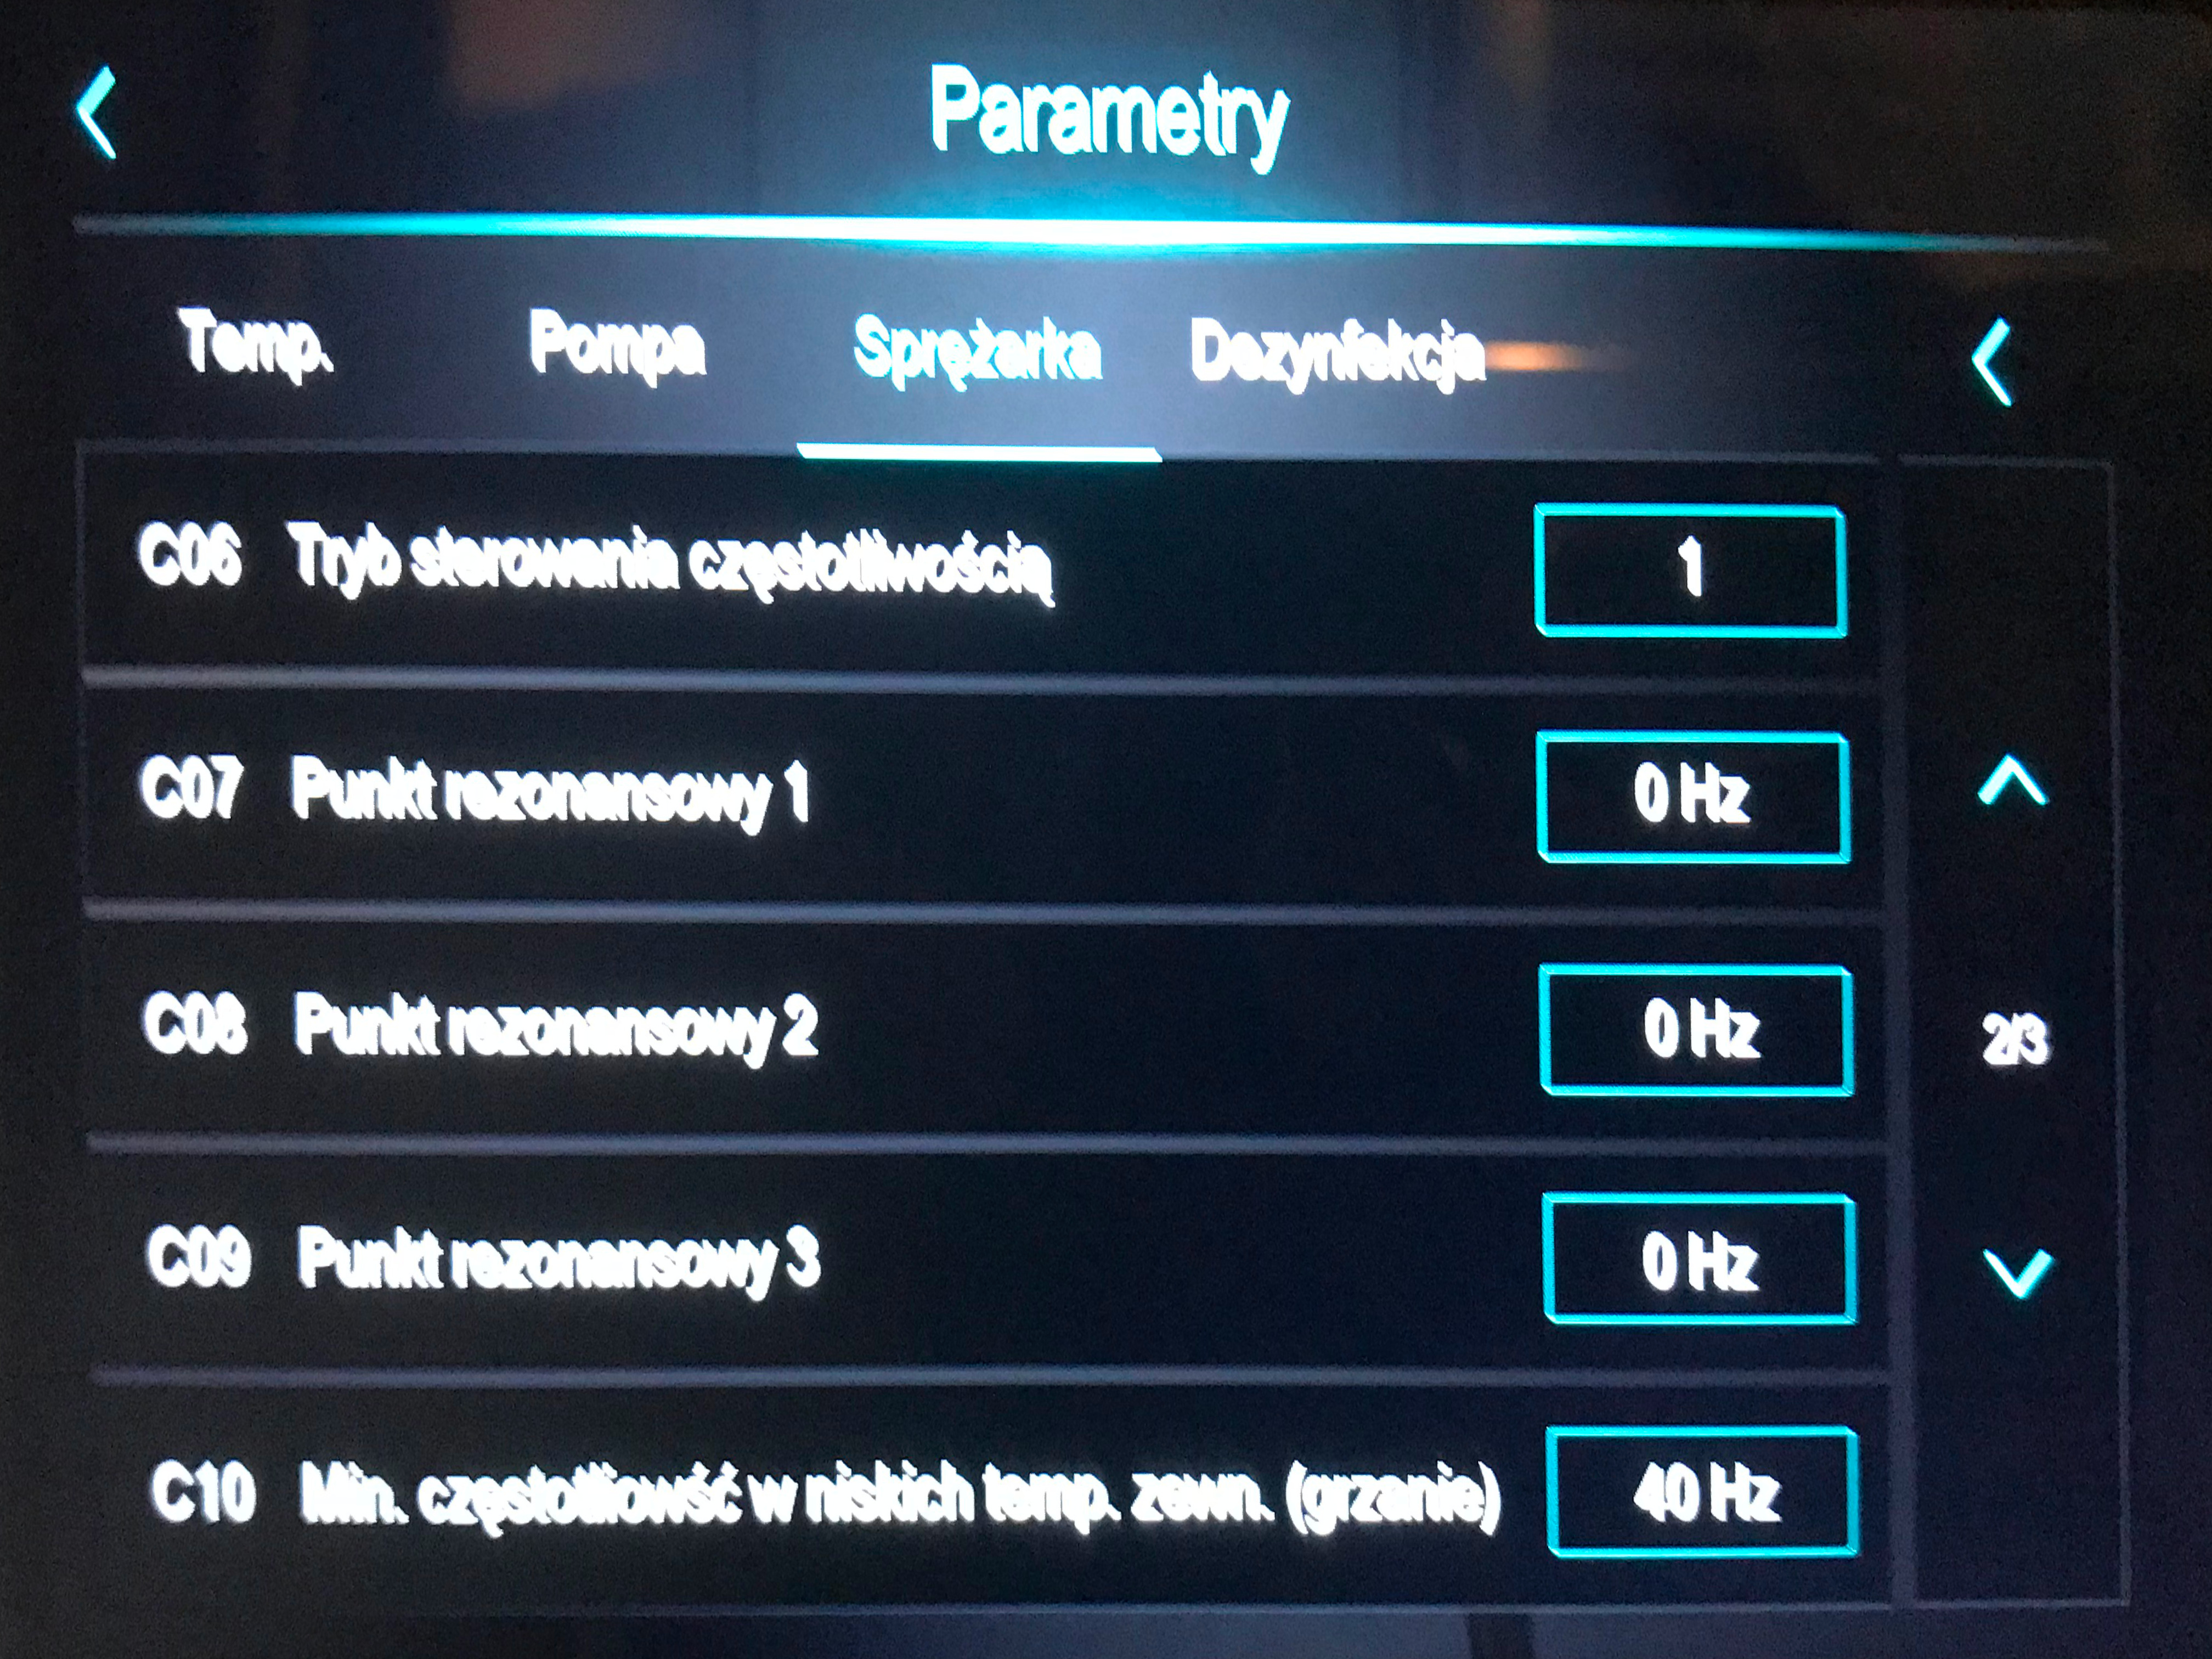 Parametry
Temp. Pompa Sprężarka Dezynfekcja
C06 Tryb sterowania częstotliwością 1
C07 Punkt rezonansowy 1 0 Hz
C08 Punkt rezonansowy 2 0 Hz
2/3
C09 Punkt rezonansowy 3 0 Hz
C10 Min. częstotliowść w niskich temp. zewn. (grzanie) 40 Hz